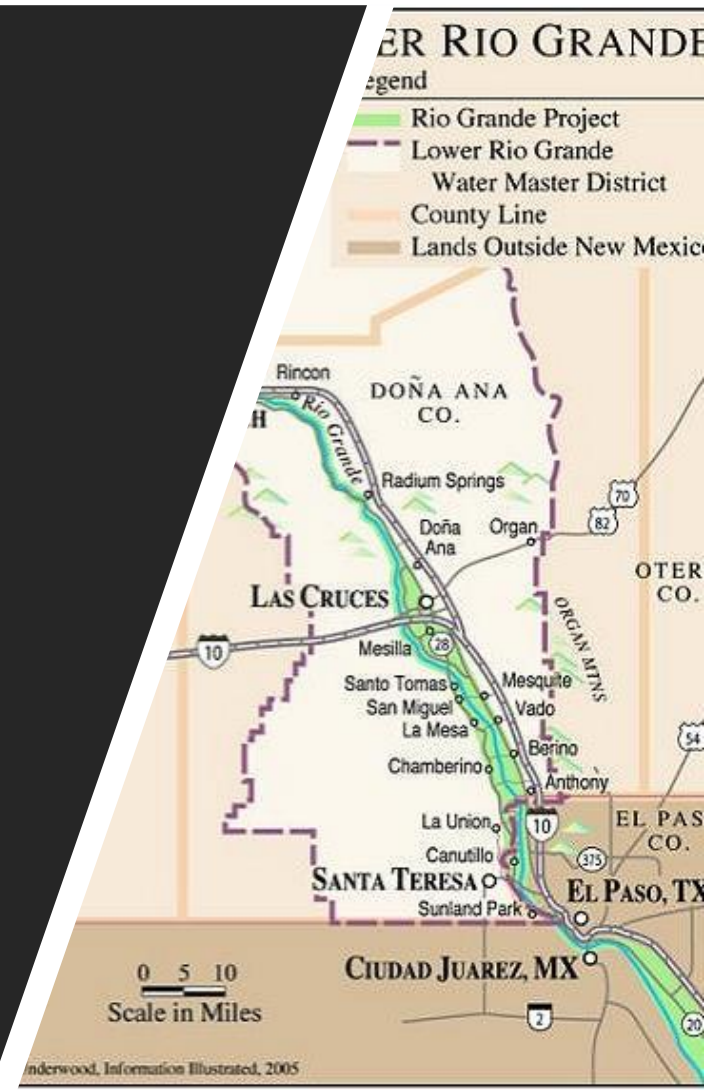 ER RIO GRANDE
egend
Rio Grande Project
Lower Rio Grande
Water Master District
County Line
Lands Outside New Mexic
Rincon
DOÑA ANA
CO.
H
Rio Grande
Radium Springs
70
Doña
Ana
Organ
82
OTER
CO.
LAS CRUCES
ORGAN MTNS
10
Mesilla
28
Santo Tomas
Mesquite
San Miguel
Vado
La Mesa
54
Berino
Chamberino
Anthony
La Union
10
EL PAS
CO.
Canutillo
375
SANTA TERESA
EL PASO, TX
Sunland Park
CIUDAD JUAREZ, MX
0 5 10
Scale in Miles
2
20
nderwood, Information Illustrated, 2005